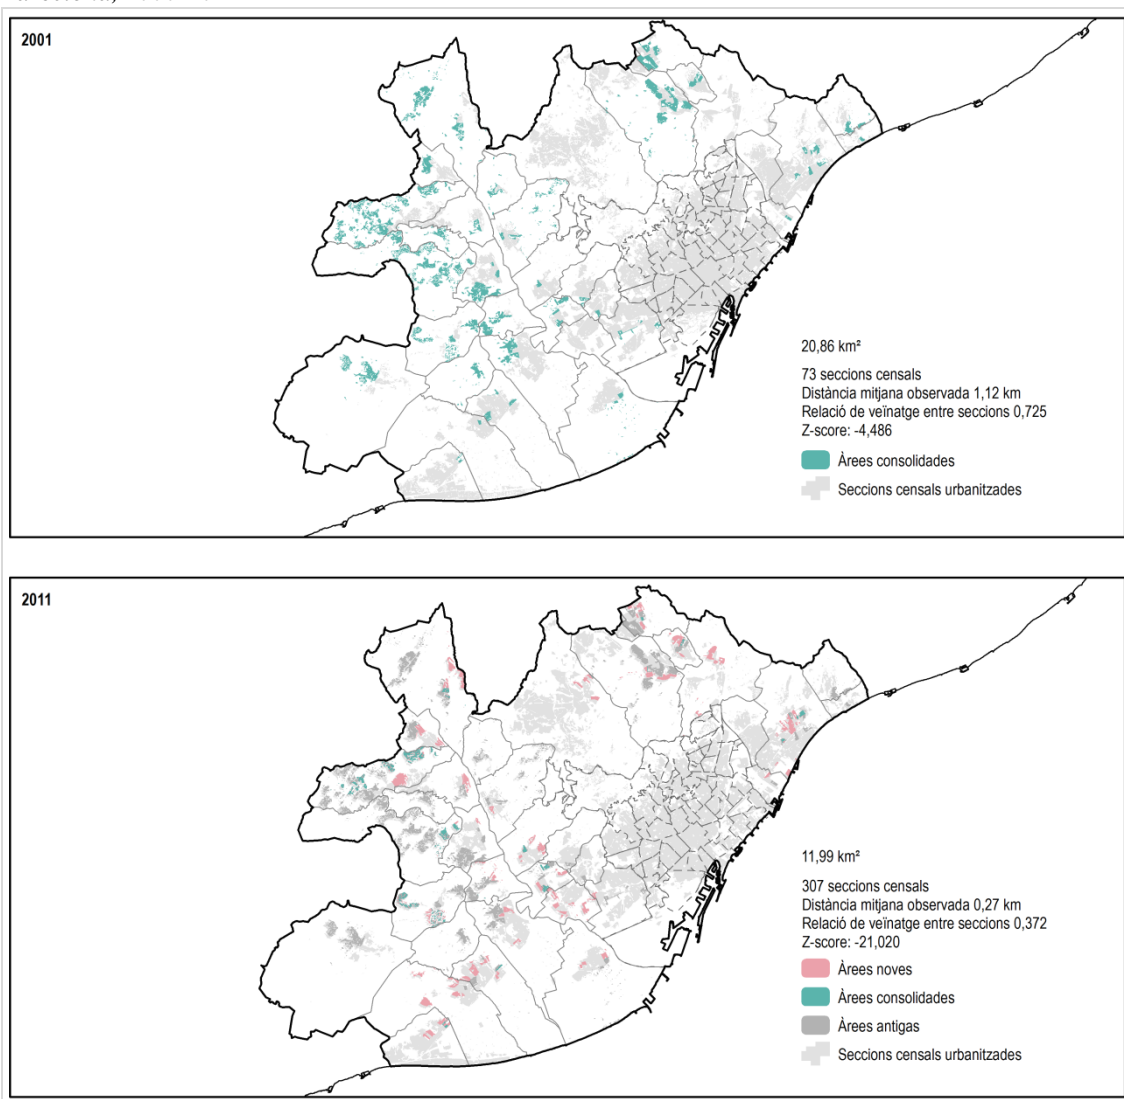 2001
20,86 km²
73 seccions censals
Distància mitjana observada 1,12 km
Relació de veïnatge entre seccions 0,725
Z-score: -4,486
Àrees consolidades
Seccions censals urbanitzades
2011
11,99 km²
307 seccions censals
Distància mitjana observada 0,27 km
Relació de veïnatge entre seccions 0,372
Z-score: -21,020
Àrees noves
Àrees consolidades
Àrees antigas
Seccions censals urbanitzades